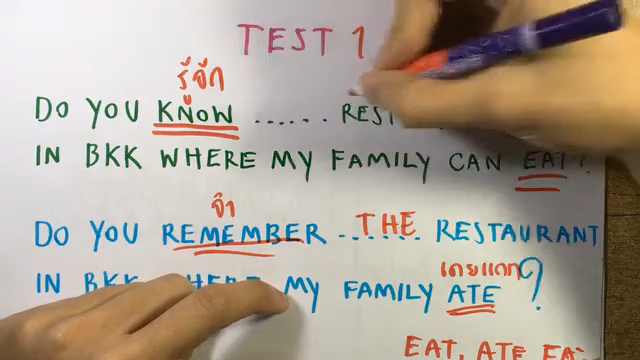 TEST 1
รู้จัก
DO YOU KNOW ......
IN BKK WHERE MY FAMILY CAN EAT ?
จำ
DO YOU REMEMBER ...THE... RESTAURANT
เคยแดก
IN BKK WHERE MY FAMILY ATE ?
EAT, ATE